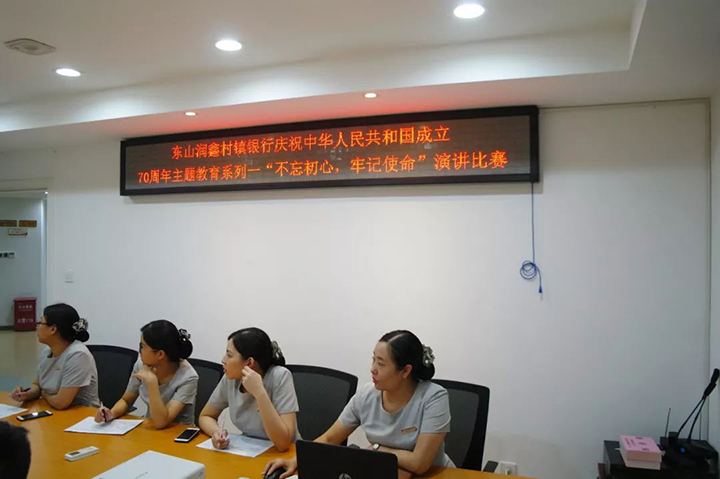 东山润鑫村镇银行庆祝中华人民共和国成立
70周年主题教育系列一“不忘初心，牢记使命”演讲比赛